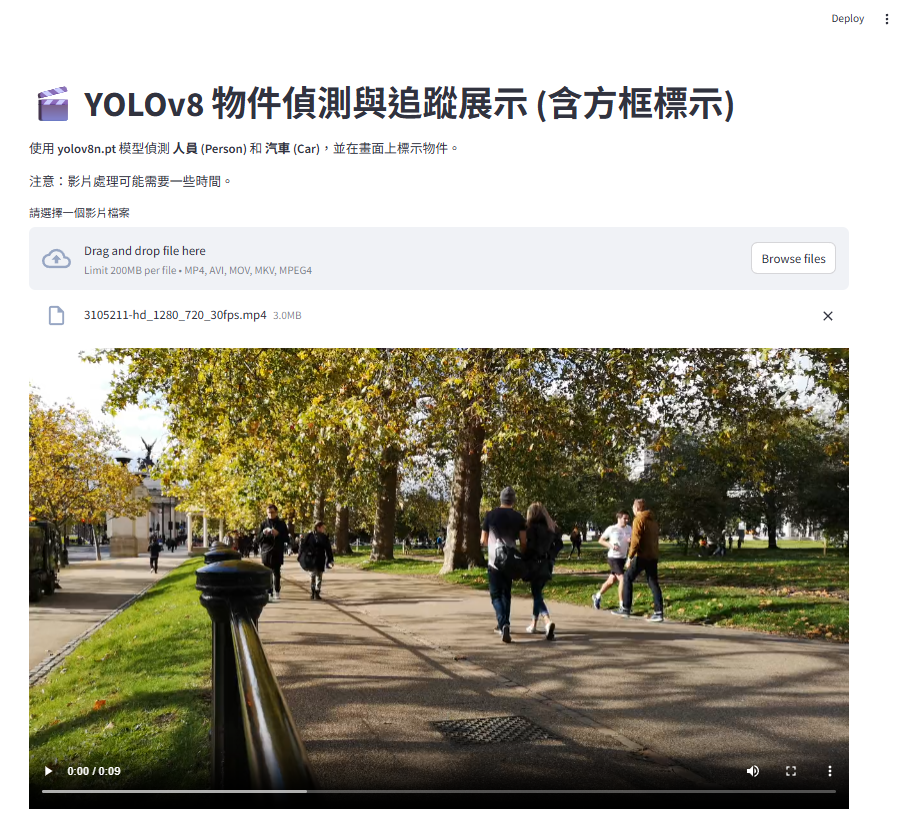 Deploy
YOLOv8 物件偵測與追蹤展示 (含方框標示)
使用 yolov8n.pt 模型偵測 人員 (Person) 和 汽車 (Car)，並在畫面上標示物件。
注意：影片處理可能需要一些時間。
請選擇一個影片檔案
Drag and drop file here
Limit 200MB per file • MP4, AVI, MOV, MKV, MPEG4
Browse files
3105211-hd_1280_720_30fps.mp4 3.0MB
0:00 / 0:09